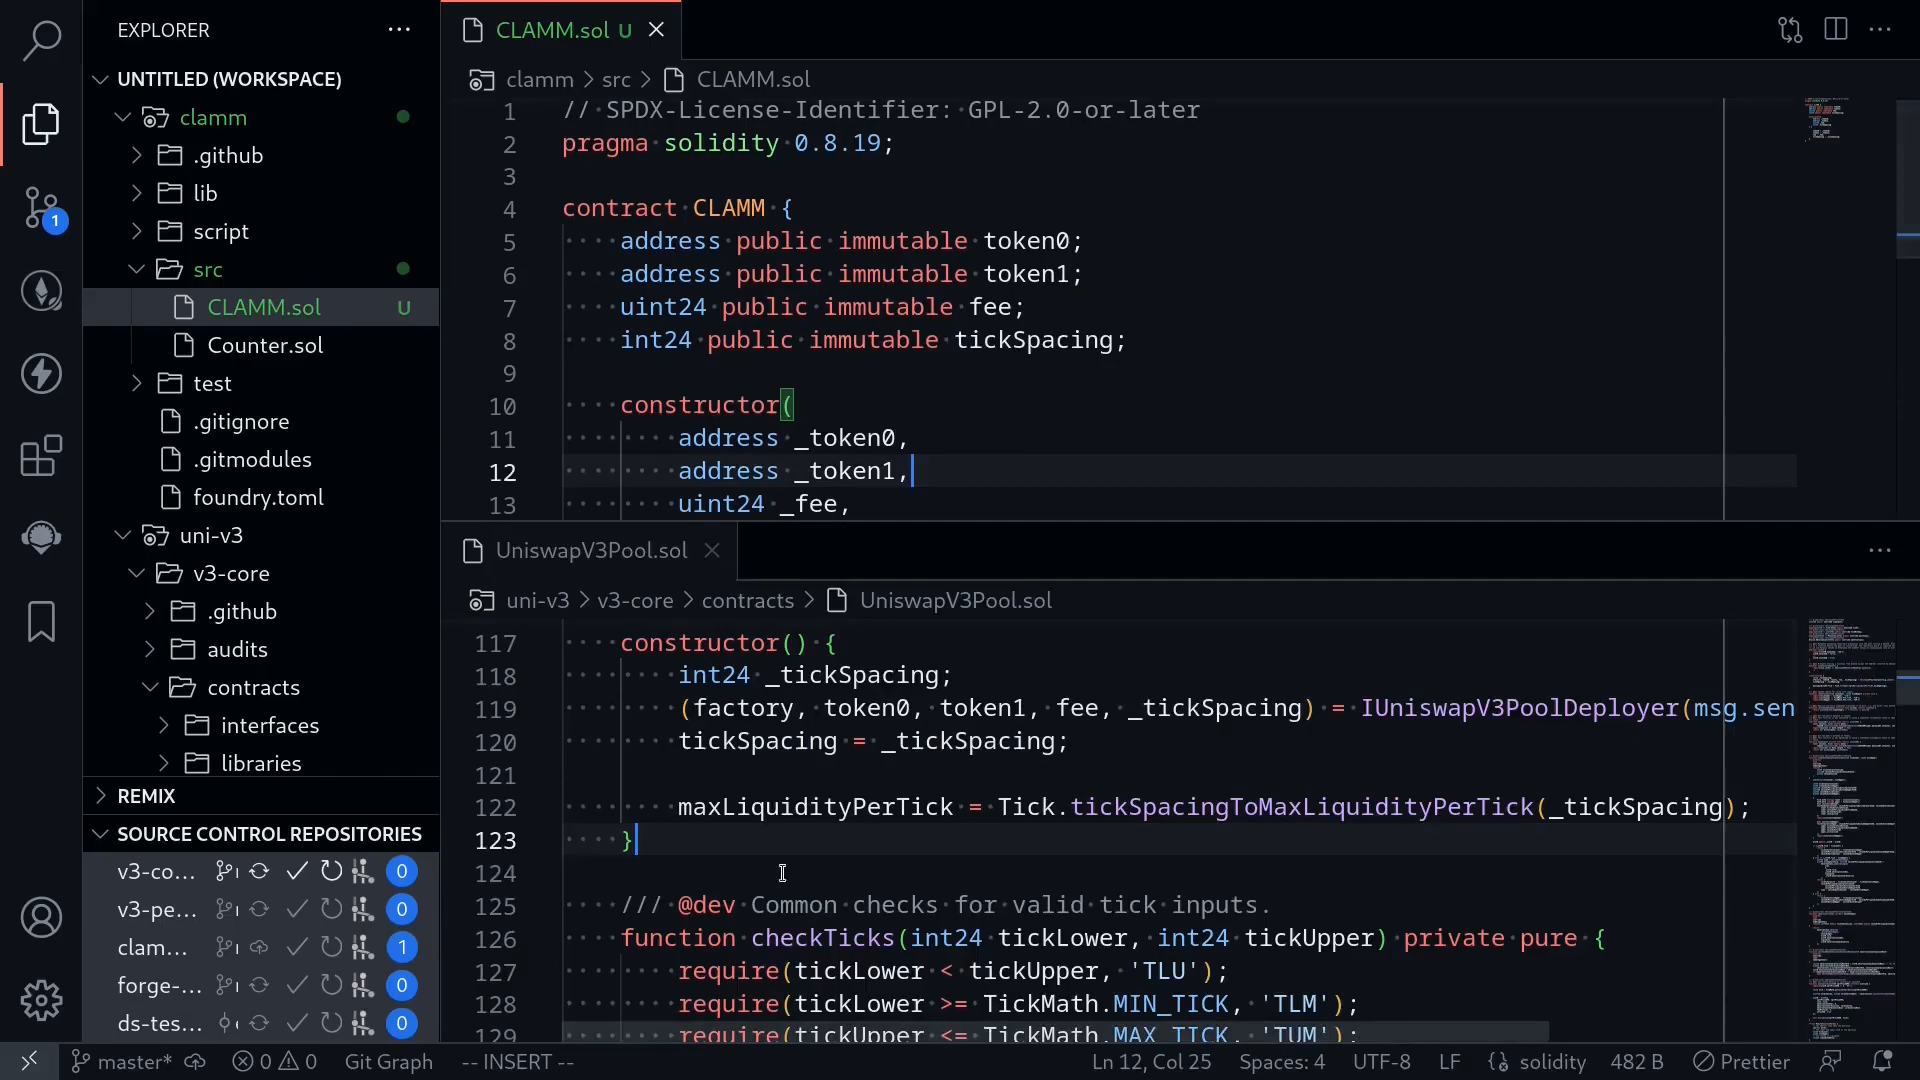 EXPLORER
UNTITLED (WORKSPACE)
clamm
.github
lib
script
src
CLAMM.sol U
Counter.sol
test
.gitignore
.gitmodules
foundry.toml
uni-v3
v3-core
.github
audits
contracts
interfaces
libraries
REMIX
SOURCE CONTROL REPOSITORIES
v3-co... 0
v3-pe... 0
clam... 1
forge-... 0
ds-tes... 0
1
CLAMM.sol U
clamm > src > CLAMM.sol
1 // SPDX-License-Identifier: GPL-2.0-or-later
2 pragma solidity 0.8.19;
3
4 contract CLAMM {
5 address public immutable token0;
6 address public immutable token1;
7 uint24 public immutable fee;
8 int24 public immutable tickSpacing;
9
10 constructor(
11 address _token0,
12 address _token1,
13 uint24 _fee,
UniswapV3Pool.sol
uni-v3 > v3-core > contracts > UniswapV3Pool.sol
117 constructor() {
118 int24 _tickSpacing;
119 (factory, token0, token1, fee, _tickSpacing) = IUniswapV3PoolDeployer(msg.sen
120 tickSpacing = _tickSpacing;
121
122 maxLiquidityPerTick = Tick.tickSpacingToMaxLiquidityPerTick(_tickSpacing);
123 }
124
125 /// @dev Common checks for valid tick inputs.
126 function checkTicks(int24 tickLower, int24 tickUpper) private pure {
127 require(tickLower < tickUpper, 'TLU');
128 require(tickLower >= TickMath.MIN_TICK, 'TLM');
129 require(tickUpper <= TickMath.MAX_TICK, 'TUM');
master* 0 0 Git Graph -- INSERT -- Ln 12, Col 25 Spaces: 4 UTF-8 LF solidity 482 B Prettier